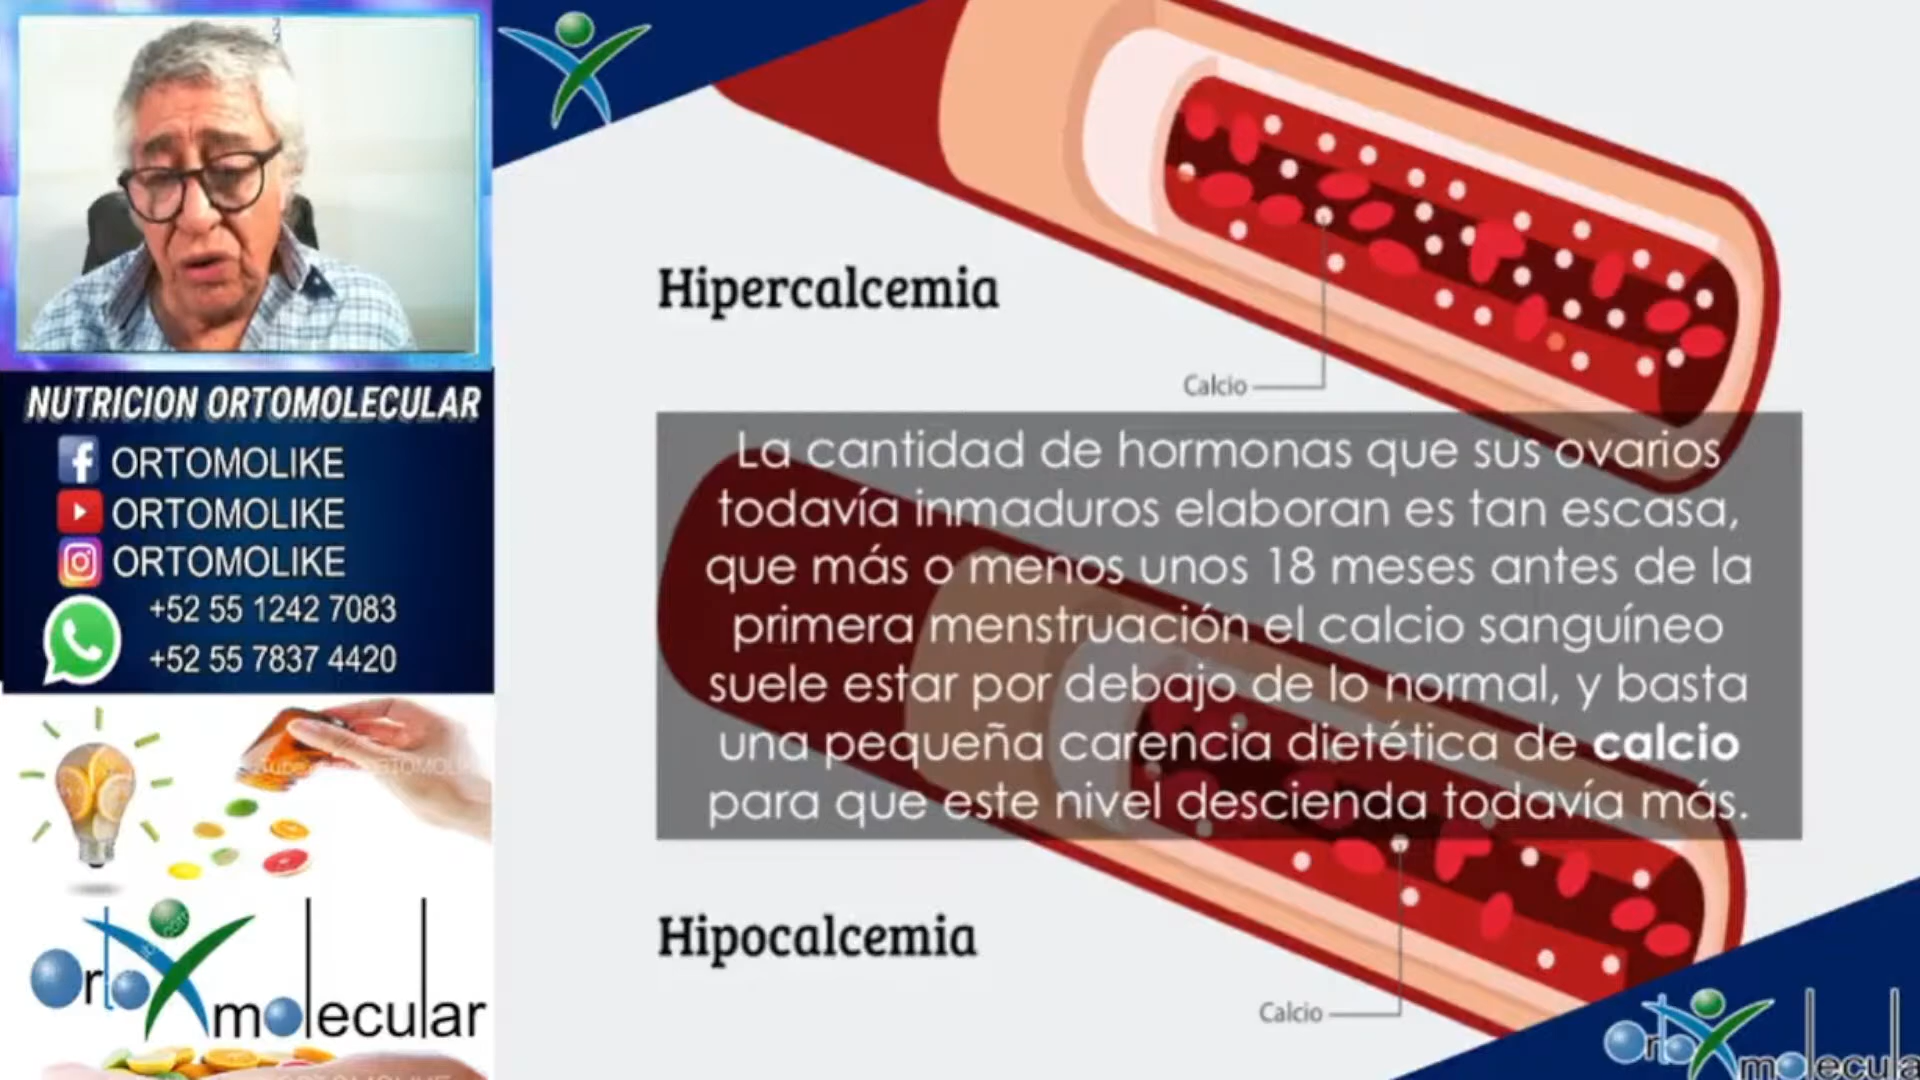 NUTRICION ORTOMOLECULAR
ORTOMOLIKE
ORTOMOLIKE
ORTOMOLIKE
+52 55 1242 7083
+52 55 7837 4420
Orto molecular
Hipercalcemia
Calcio
La cantidad de hormonas que sus ovarios
todavía inmaduros elaboran es tan escasa,
que más o menos unos 18 meses antes de la
primera menstruación el calcio sanguíneo
suele estar por debajo de lo normal, y basta
una pequeña carencia dietética de calcio
para que este nivel descienda todavía más.
Hipocalcemia
Calcio
Orto molecula